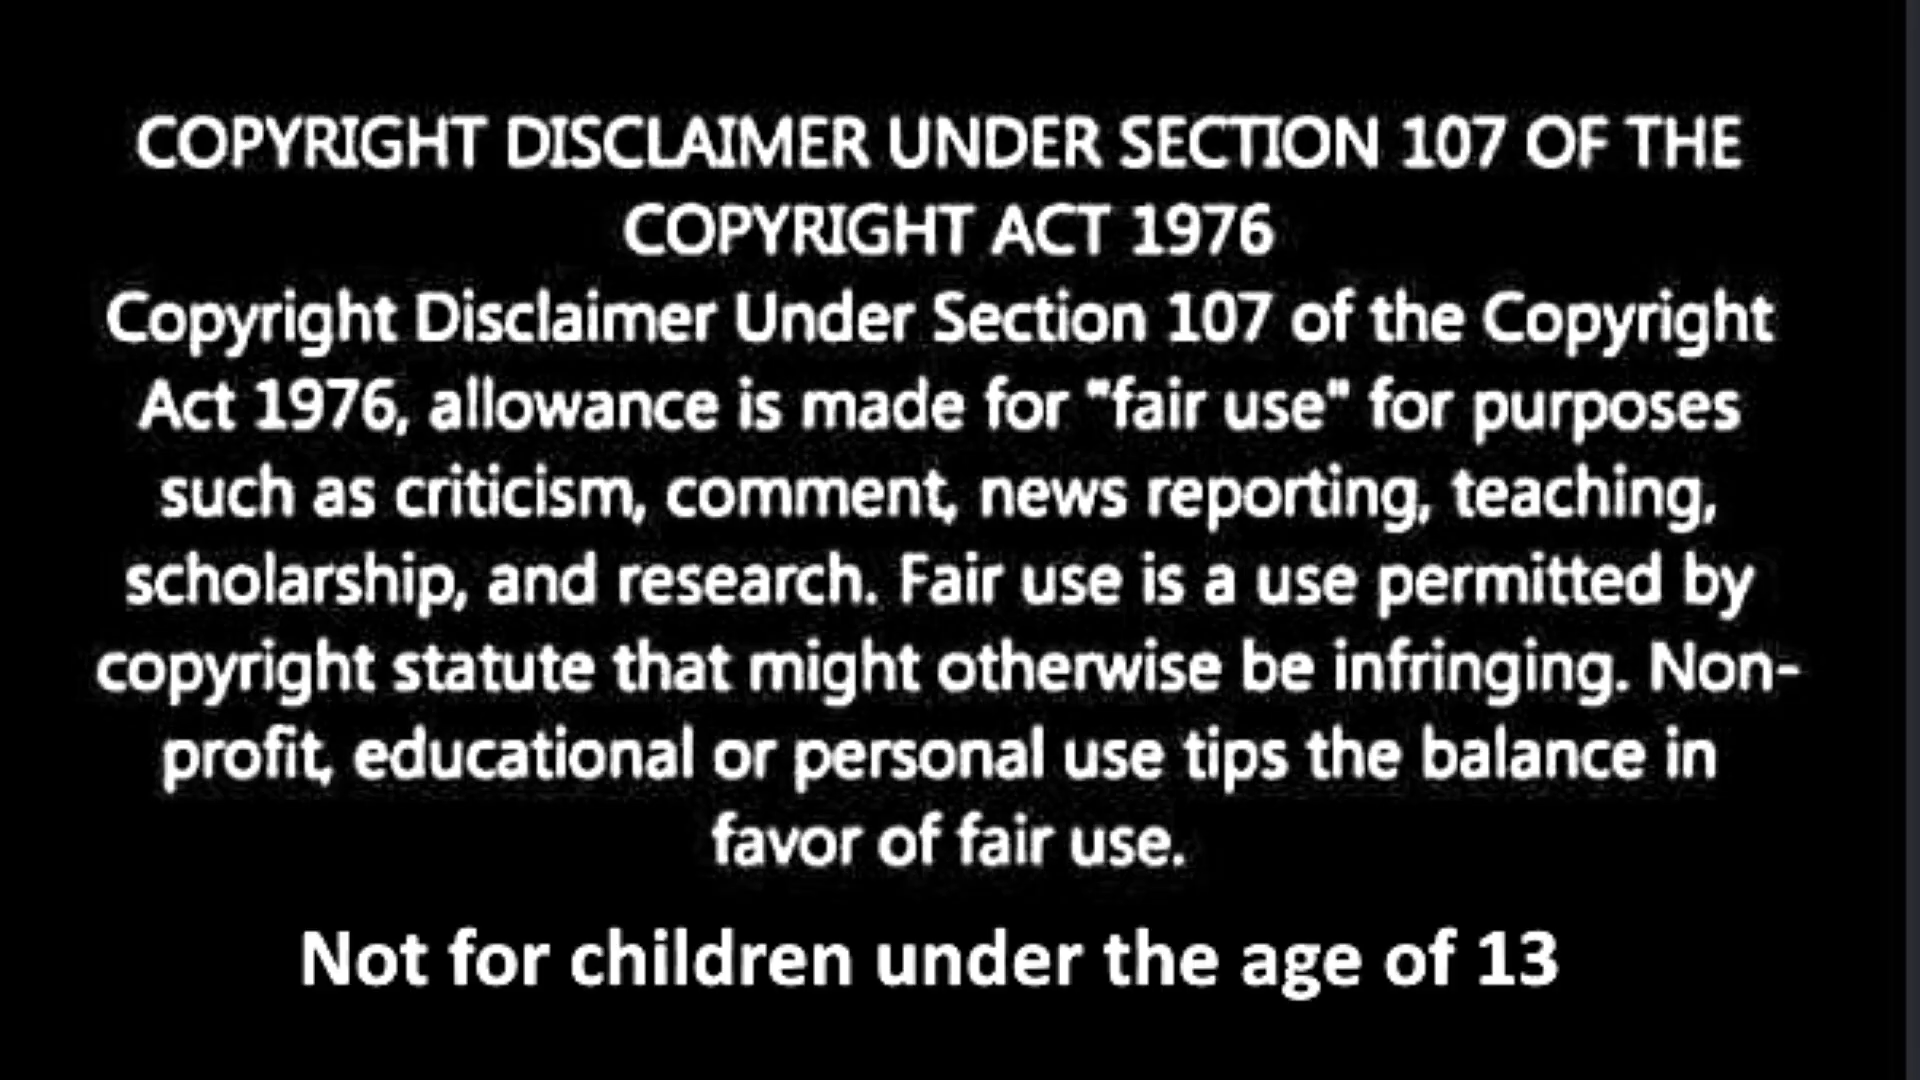 COPYRIGHT DISCLAIMER UNDER SECTION 107 OF THE
COPYRIGHT ACT 1976
Copyright Disclaimer Under Section 107 of the Copyright
Act 1976, allowance is made for "fair use" for purposes
such as criticism, comment, news reporting, teaching,
scholarship, and research. Fair use is a use permitted by
copyright statute that might otherwise be infringing. Non-
profit, educational or personal use tips the balance in
favor of fair use.
Not for children under the age of 13